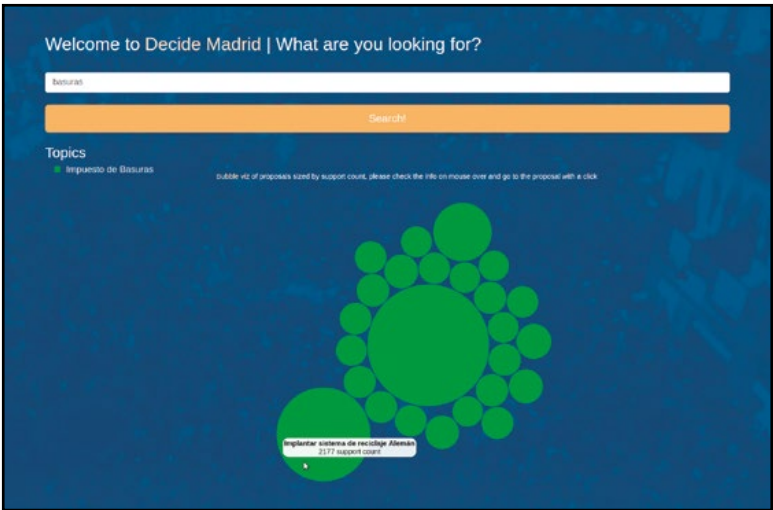 Welcome to Decide Madrid | What are you looking for?
Basuras
Search!
Topics
Impuesto de Basuras
Bubble viz of proposals sized by support count, please check the info on mouse over and go to the proposal with a click
Implantar sistema de reciclaje Alemán
2177 support count